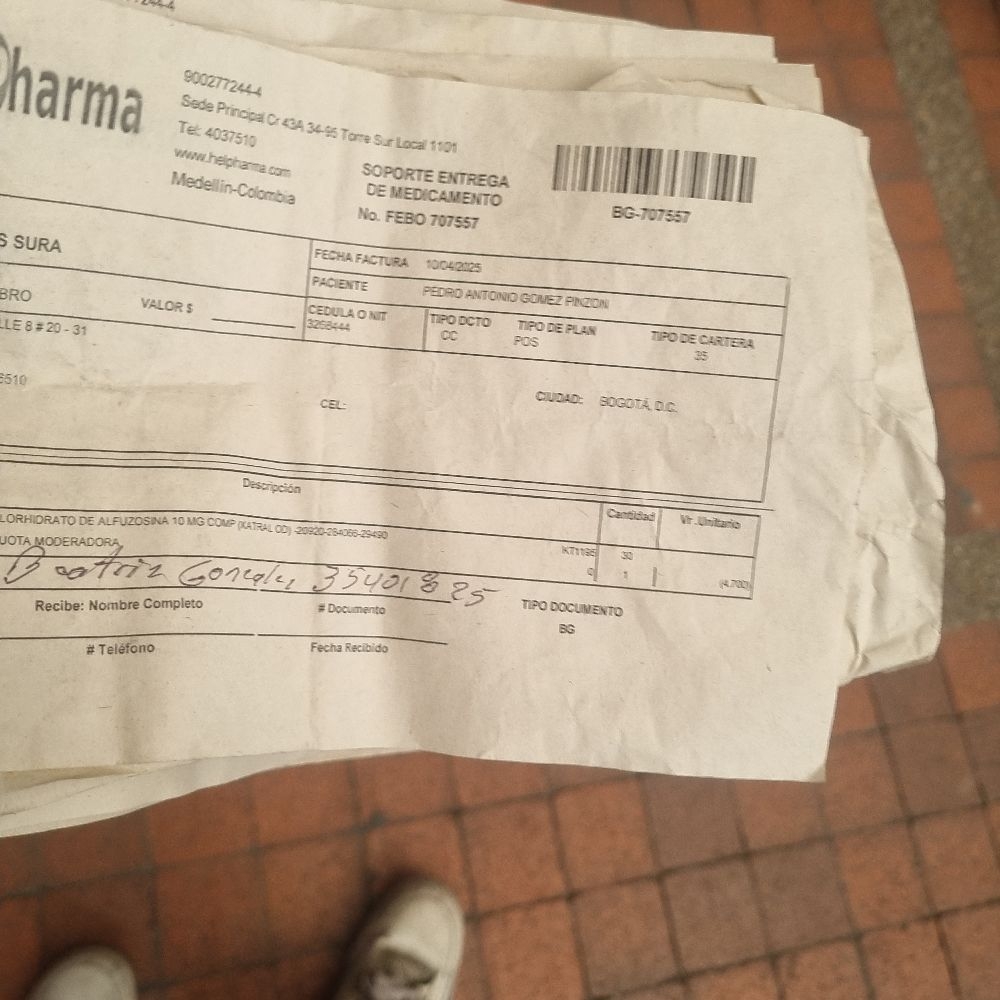 harma
900277244-4
Sede Principal Cr 43A 34-95 Torre Sur Local 1101
Tel: 4037510
www.helpharma.com
Medellín-Colombia
SOPORTE ENTREGA
DE MEDICAMENTO
No. FEBO 707557
BG-707557
S SURA
FECHA FACTURA 10/04/2025
PACIENTE PEDRO ANTONIO GOMEZ PINZON
BRO VALOR $
CEDULA O NIT TIPO DCTO TIPO DE PLAN TIPO DE CARTERA
3268444 CC POS 35
LLE 8 # 20 - 31
6510
CEL: CIUDAD: BOGOTÁ, D.C.
Descripción Cantidad Vlr .Unitario
LORHIDRATO DE ALFUZOSINA 10 MG COMP (XATRAL OD) -20920-264066-29490 KT1195 30
UOTA MODERADORA 0 1 (4.700)
Beatriz Gonzalez 35401825
Recibe: Nombre Completo # Documento TIPO DOCUMENTO
BG
# Teléfono Fecha Recibido